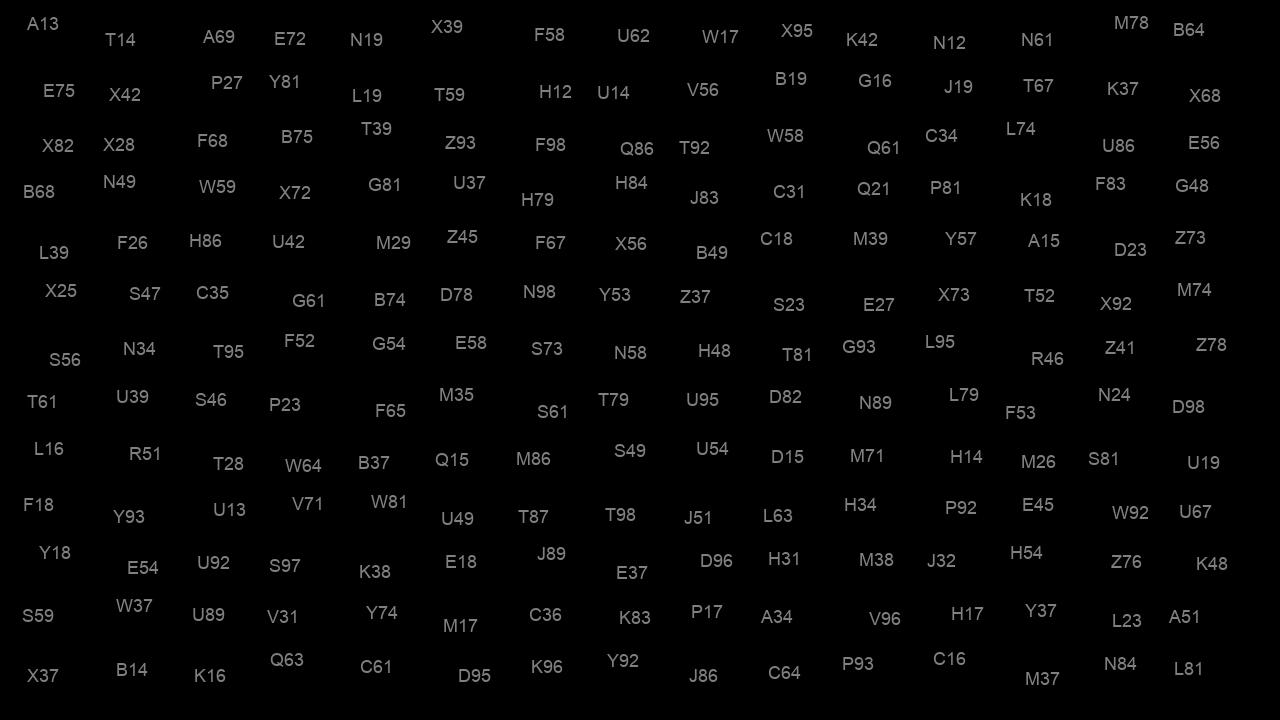 A13 T14 A69 E72 N19 X39 F58 U62 W17 X95 K42 N12 N61 M78 B64
E75 X42 P27 Y81 L19 T59 H12 U14 V56 B19 G16 J19 T67 K37 X68
X82 X28 F68 B75 T39 Z93 F98 Q86 T92 W58 Q61 C34 L74 U86 E56
B68 N49 W59 X72 G81 U37 H79 H84 J83 C31 Q21 P81 K18 F83 G48
L39 F26 H86 U42 M29 Z45 F67 X56 B49 C18 M39 Y57 A15 D23 Z73
X25 S47 C35 G61 B74 D78 N98 Y53 Z37 S23 E27 X73 T52 X92 M74
S56 N34 T95 F52 G54 E58 S73 N58 H48 T81 G93 L95 R46 Z41 Z78
T61 U39 S46 P23 F65 M35 S61 T79 U95 D82 N89 L79 F53 N24 D98
L16 R51 T28 W64 B37 Q15 M86 S49 U54 D15 M71 H14 M26 S81 U19
F18 Y93 U13 V71 W81 U49 T87 T98 J51 L63 H34 P92 E45 W92 U67
Y18 E54 U92 S97 K38 E18 J89 E37 D96 H31 M38 J32 H54 Z76 K48
S59 W37 U89 V31 Y74 M17 C36 K83 P17 A34 V96 H17 Y37 L23 A51
X37 B14 K16 Q63 C61 D95 K96 Y92 J86 C64 P93 C16 M37 N84 L81